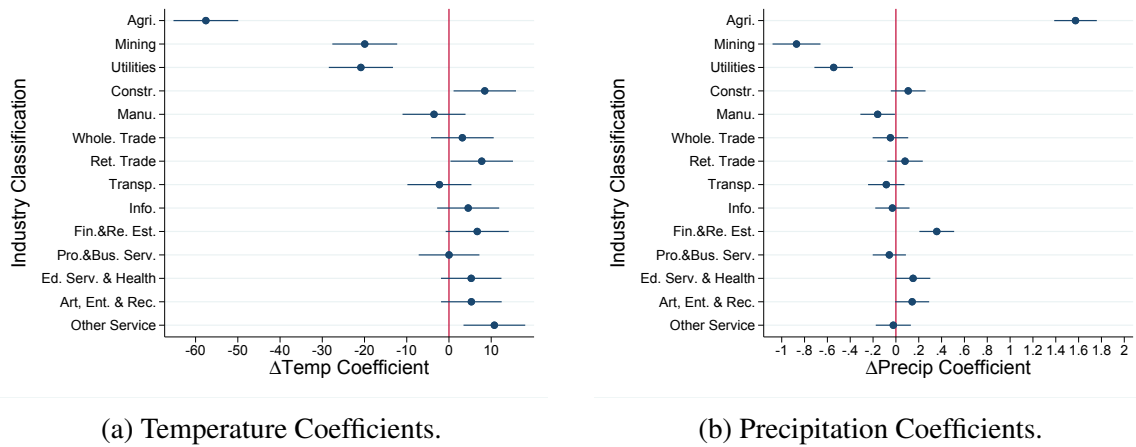 Industry Classification
Agri.
Mining
Utilities
Constr.
Manu.
Whole. Trade
Ret. Trade
Transp.
Info.
Fin.&Re. Est.
Pro.&Bus. Serv.
Ed. Serv. & Health
Art, Ent. & Rec.
Other Service
-60 -50 -40 -30 -20 -10 0 10
ΔTemp Coefficient
(a) Temperature Coefficients.
Industry Classification
Agri.
Mining
Utilities
Constr.
Manu.
Whole. Trade
Ret. Trade
Transp.
Info.
Fin.&Re. Est.
Pro.&Bus. Serv.
Ed. Serv. & Health
Art, Ent. & Rec.
Other Service
-1 -.8 -.6 -.4 -.2 0 .2 .4 .6 .8 1 1.2 1.4 1.6 1.8 2
ΔPrecip Coefficient
(b) Precipitation Coefficients.